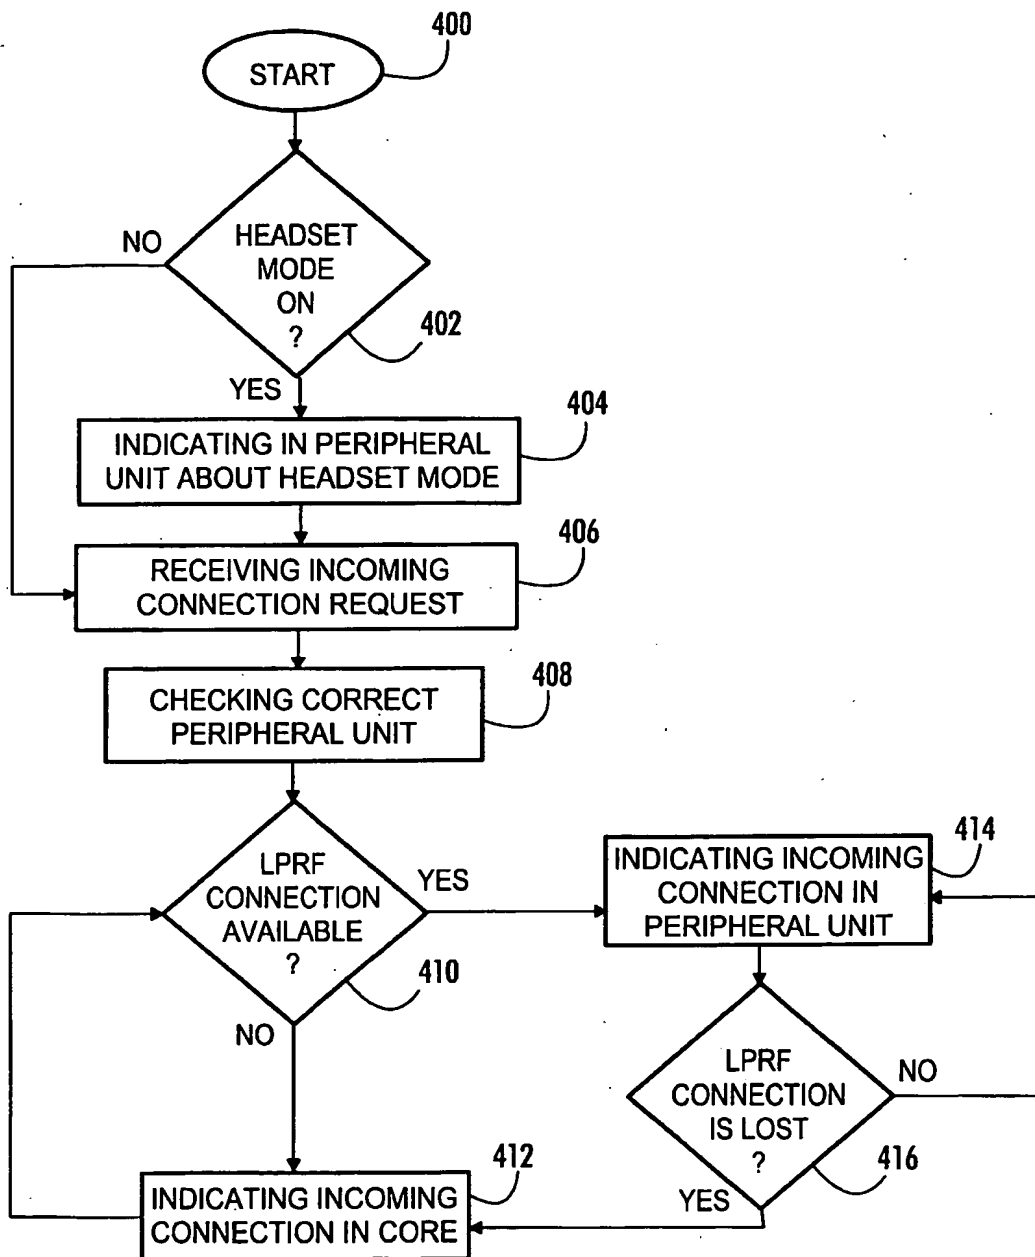 400
START
HEADSET
MODE
ON
?
NO
402
YES
404
INDICATING IN PERIPHERAL
UNIT ABOUT HEADSET MODE
406
RECEIVING INCOMING
CONNECTION REQUEST
408
CHECKING CORRECT
PERIPHERAL UNIT
LPRF
CONNECTION
AVAILABLE
?
YES
410
NO
414
INDICATING INCOMING
CONNECTION IN
PERIPHERAL UNIT
LPRF
CONNECTION
IS LOST
?
NO
416
YES
412
INDICATING INCOMING
CONNECTION IN CORE